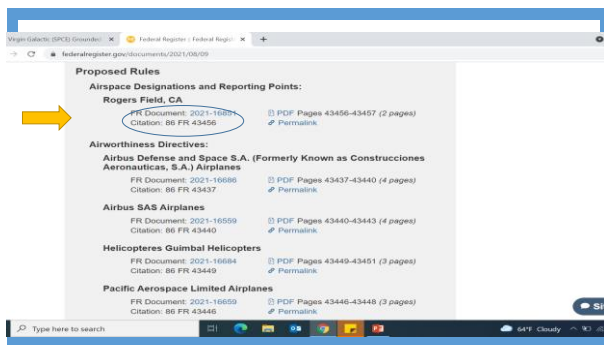 Virgin Galactic (SPCE) Grounded
Federal Register :: Federal Regist
federalregister.gov/documents/2021/08/09
Proposed Rules
Airspace Designations and Reporting Points:
Rogers Field, CA
FR Document: 2021-16851 PDF Pages 43456-43457 (2 pages)
Citation: 86 FR 43456 Permalink
Airworthiness Directives:
Airbus Defense and Space S.A. (Formerly Known as Construcciones
Aeronauticas, S.A.) Airplanes
FR Document: 2021-16686 PDF Pages 43437-43440 (4 pages)
Citation: 86 FR 43437 Permalink
Airbus SAS Airplanes
FR Document: 2021-16559 PDF Pages 43440-43443 (4 pages)
Citation: 86 FR 43440 Permalink
Helicopteres Guimbal Helicopters
FR Document: 2021-16684 PDF Pages 43449-43451 (3 pages)
Citation: 86 FR 43449 Permalink
Pacific Aerospace Limited Airplanes
FR Document: 2021-16659 PDF Pages 43446-43448 (3 pages)
Citation: 86 FR 43446 Permalink
Si
Type here to search
64°F Cloudy